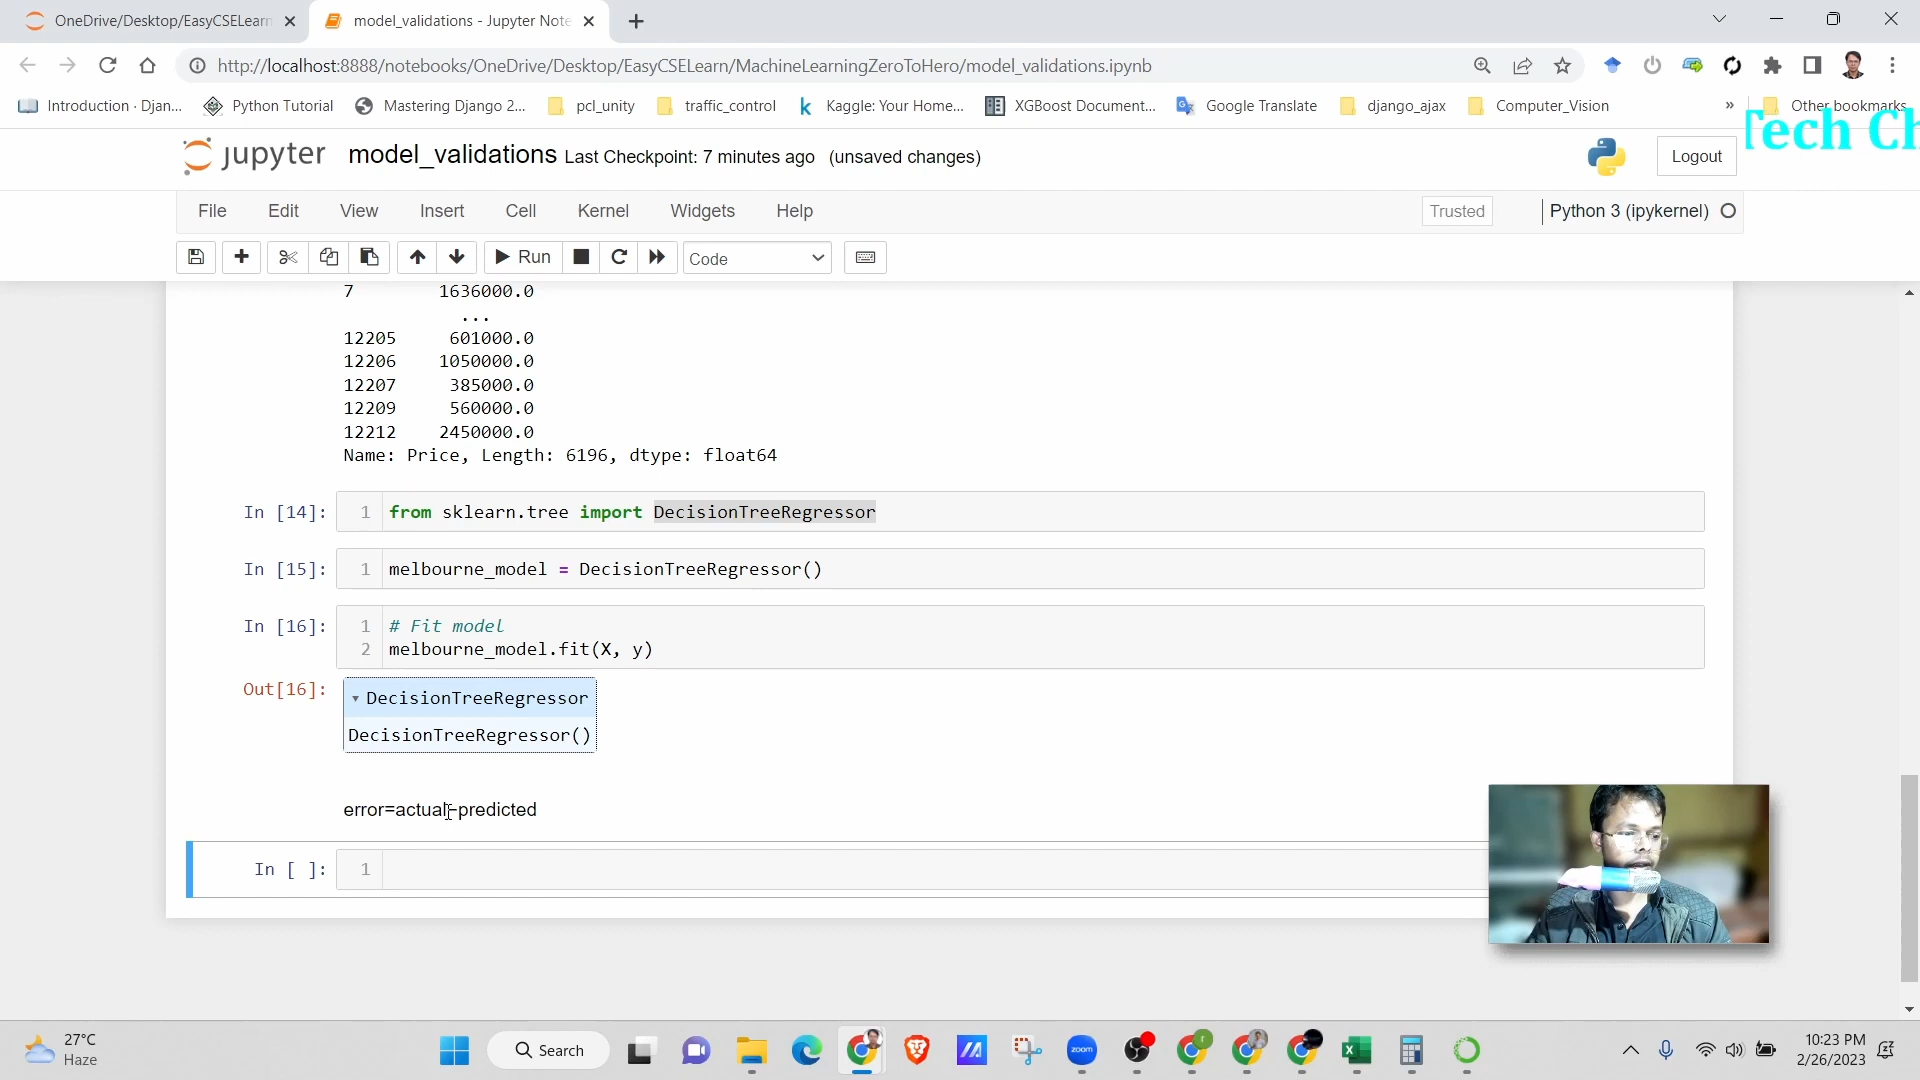 OneDrive/Desktop/EasyCSELearn
model_validations - Jupyter Note
http://localhost:8888/notebooks/OneDrive/Desktop/EasyCSELearn/MachineLearningZeroToHero/model_validations.ipynb
Introduction · Djan... Python Tutorial Mastering Django 2... pcl_unity traffic_control Kaggle: Your Home... XGBoost Document... Google Translate django_ajax Computer_Vision » Other bookmarks
Tech Ch
jupyter model_validations Last Checkpoint: 7 minutes ago (unsaved changes) Logout
File Edit View Insert Cell Kernel Widgets Help Trusted Python 3 (ipykernel)
Run Code
7 1636000.0
...
12205 601000.0
12206 1050000.0
12207 385000.0
12209 560000.0
12212 2450000.0
Name: Price, Length: 6196, dtype: float64
In [14]: 1 from sklearn.tree import DecisionTreeRegressor
In [15]: 1 melbourne_model = DecisionTreeRegressor()
In [16]: 1 # Fit model
2 melbourne_model.fit(X, y)
Out[16]: DecisionTreeRegressor
DecisionTreeRegressor()
error=actual-predicted
In [ ]: 1
27°C
Haze
Search
zoom
10:23 PM
2/26/2023